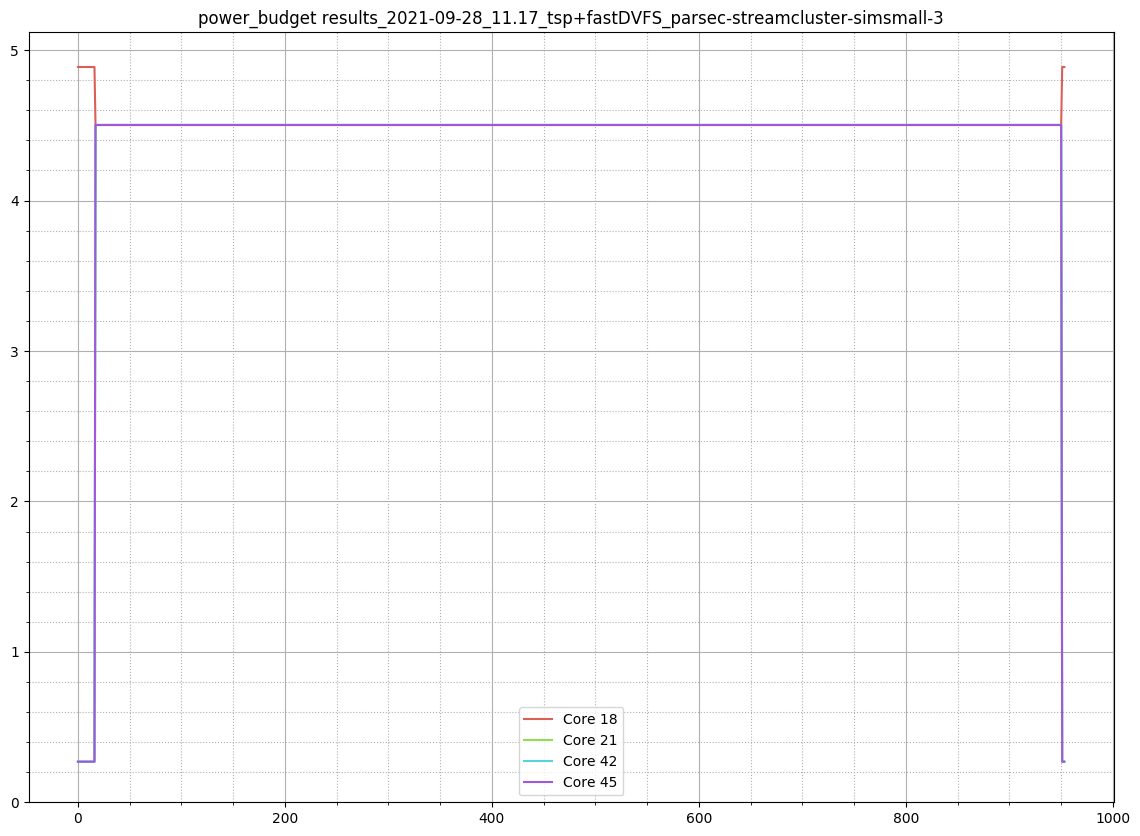 power_budget results_2021-09-28_11.17_tsp+fastDVFS_parsec-streamcluster-simsmall-3
5
4
3
2
1
0
Core 18
Core 21
Core 42
Core 45
0 200 400 600 800 1000